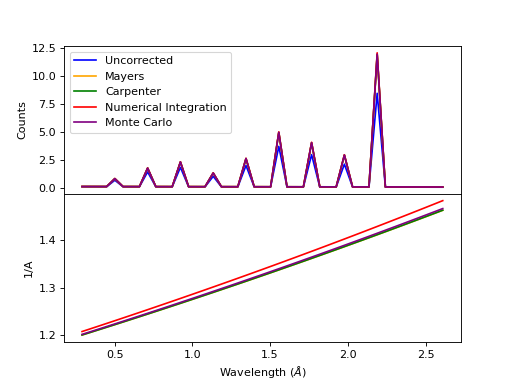 12.5
10.0
7.5
5.0
2.5
0.0
Counts
Uncorrected
Mayers
Carpenter
Numerical Integration
Monte Carlo
1.4
1.3
1.2
1/A
0.5 1.0 1.5 2.0 2.5
Wavelength (Å)